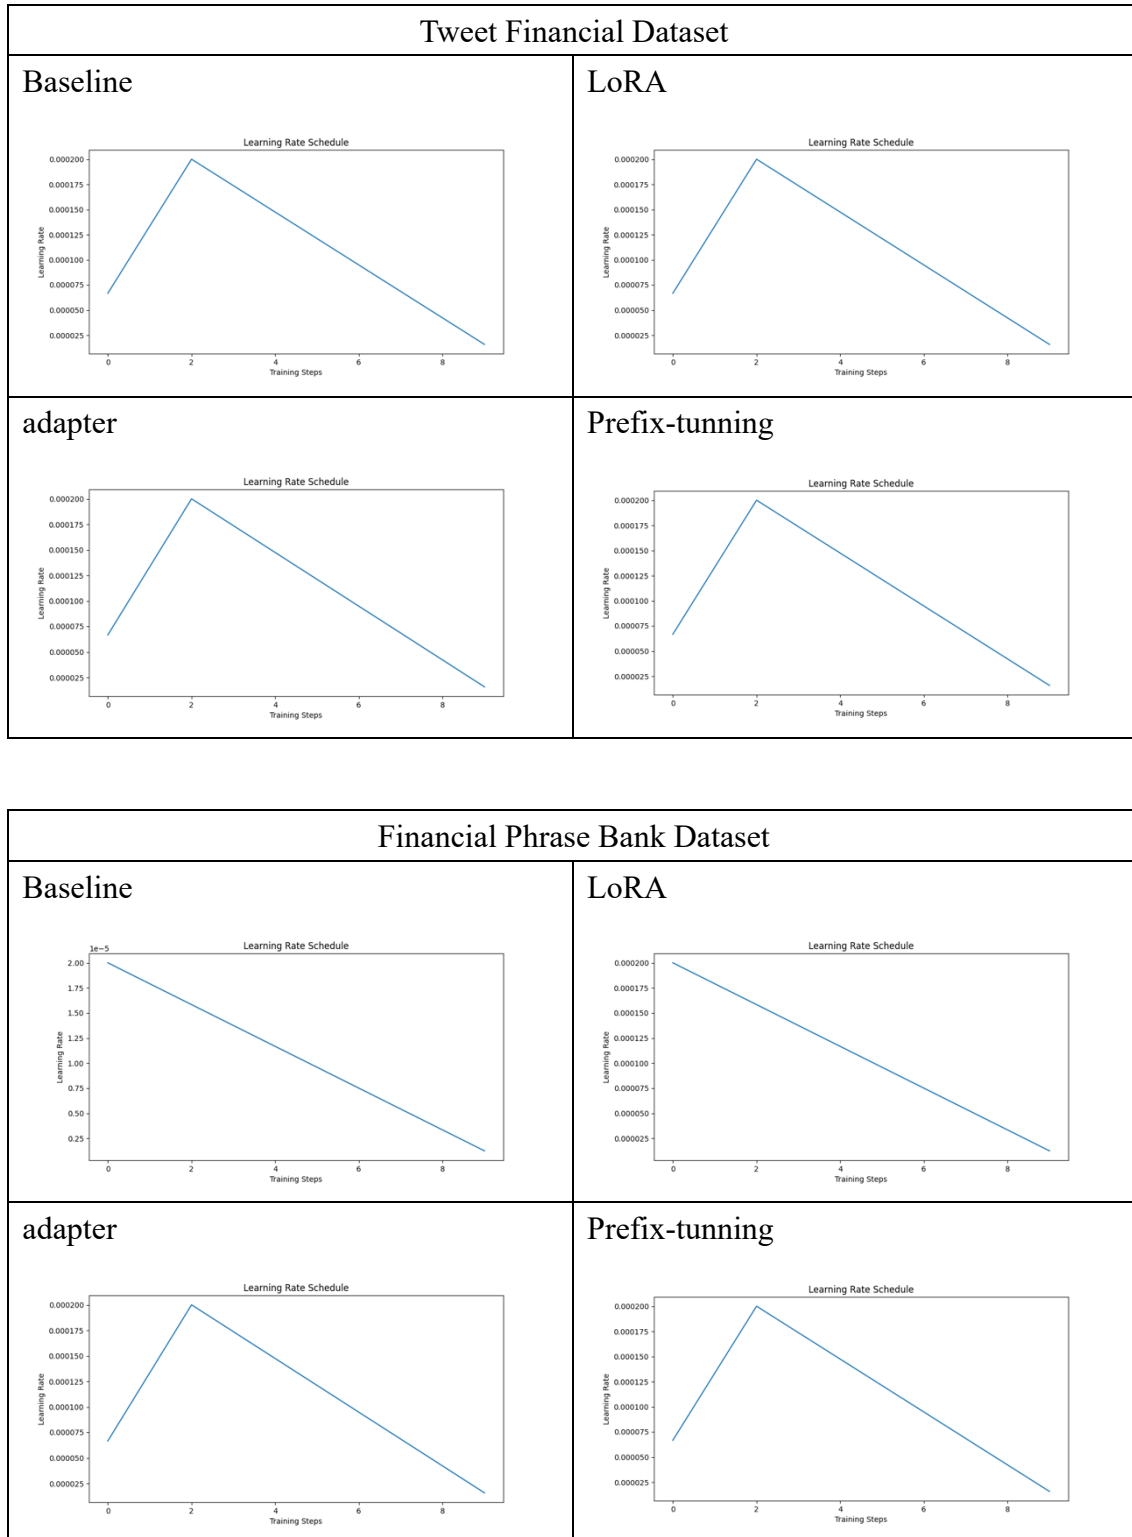 Tweet Financial Dataset
Baseline
Learning Rate Schedule
0.000200
0.000175
0.000150
0.000125
0.000100
0.000075
0.000050
0.000025
Learning Rate
0 2 4 6 8
Training Steps
LoRA
Learning Rate Schedule
0.000200
0.000175
0.000150
0.000125
0.000100
0.000075
0.000050
0.000025
Learning Rate
0 2 4 6 8
Training Steps
adapter
Learning Rate Schedule
0.000200
0.000175
0.000150
0.000125
0.000100
0.000075
0.000050
0.000025
Learning Rate
0 2 4 6 8
Training Steps
Prefix-tunning
Learning Rate Schedule
0.000200
0.000175
0.000150
0.000125
0.000100
0.000075
0.000050
0.000025
Learning Rate
0 2 4 6 8
Training Steps
Financial Phrase Bank Dataset
Baseline
Learning Rate Schedule
1e−5
2.00
1.75
1.50
1.25
1.00
0.75
0.50
0.25
Learning Rate
0 2 4 6 8
Training Steps
LoRA
Learning Rate Schedule
0.000200
0.000175
0.000150
0.000125
0.000100
0.000075
0.000050
0.000025
Learning Rate
0 2 4 6 8
Training Steps
adapter
Learning Rate Schedule
0.000200
0.000175
0.000150
0.000125
0.000100
0.000075
0.000050
0.000025
Learning Rate
0 2 4 6 8
Training Steps
Prefix-tunning
Learning Rate Schedule
0.000200
0.000175
0.000150
0.000125
0.000100
0.000075
0.000050
0.000025
Learning Rate
0 2 4 6 8
Training Steps